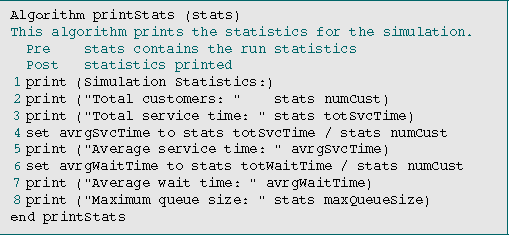 Algorithm printStats (stats)
This algorithm prints the statistics for the simulation.
Pre stats contains the run statistics
Post statistics printed
1 print (Simulation Statistics:)
2 print ("Total customers: " stats numCust)
3 print ("Total service time: " stats totSvcTime)
4 set avrgSvcTime to stats totSvcTime / stats numCust
5 print ("Average service time: " avrgSvcTime)
6 set avrgWaitTime to stats totWaitTime / stats numCust
7 print ("Average wait time: " avrgWaitTime)
8 print ("Maximum queue size: " stats maxQueueSize)
end printStats